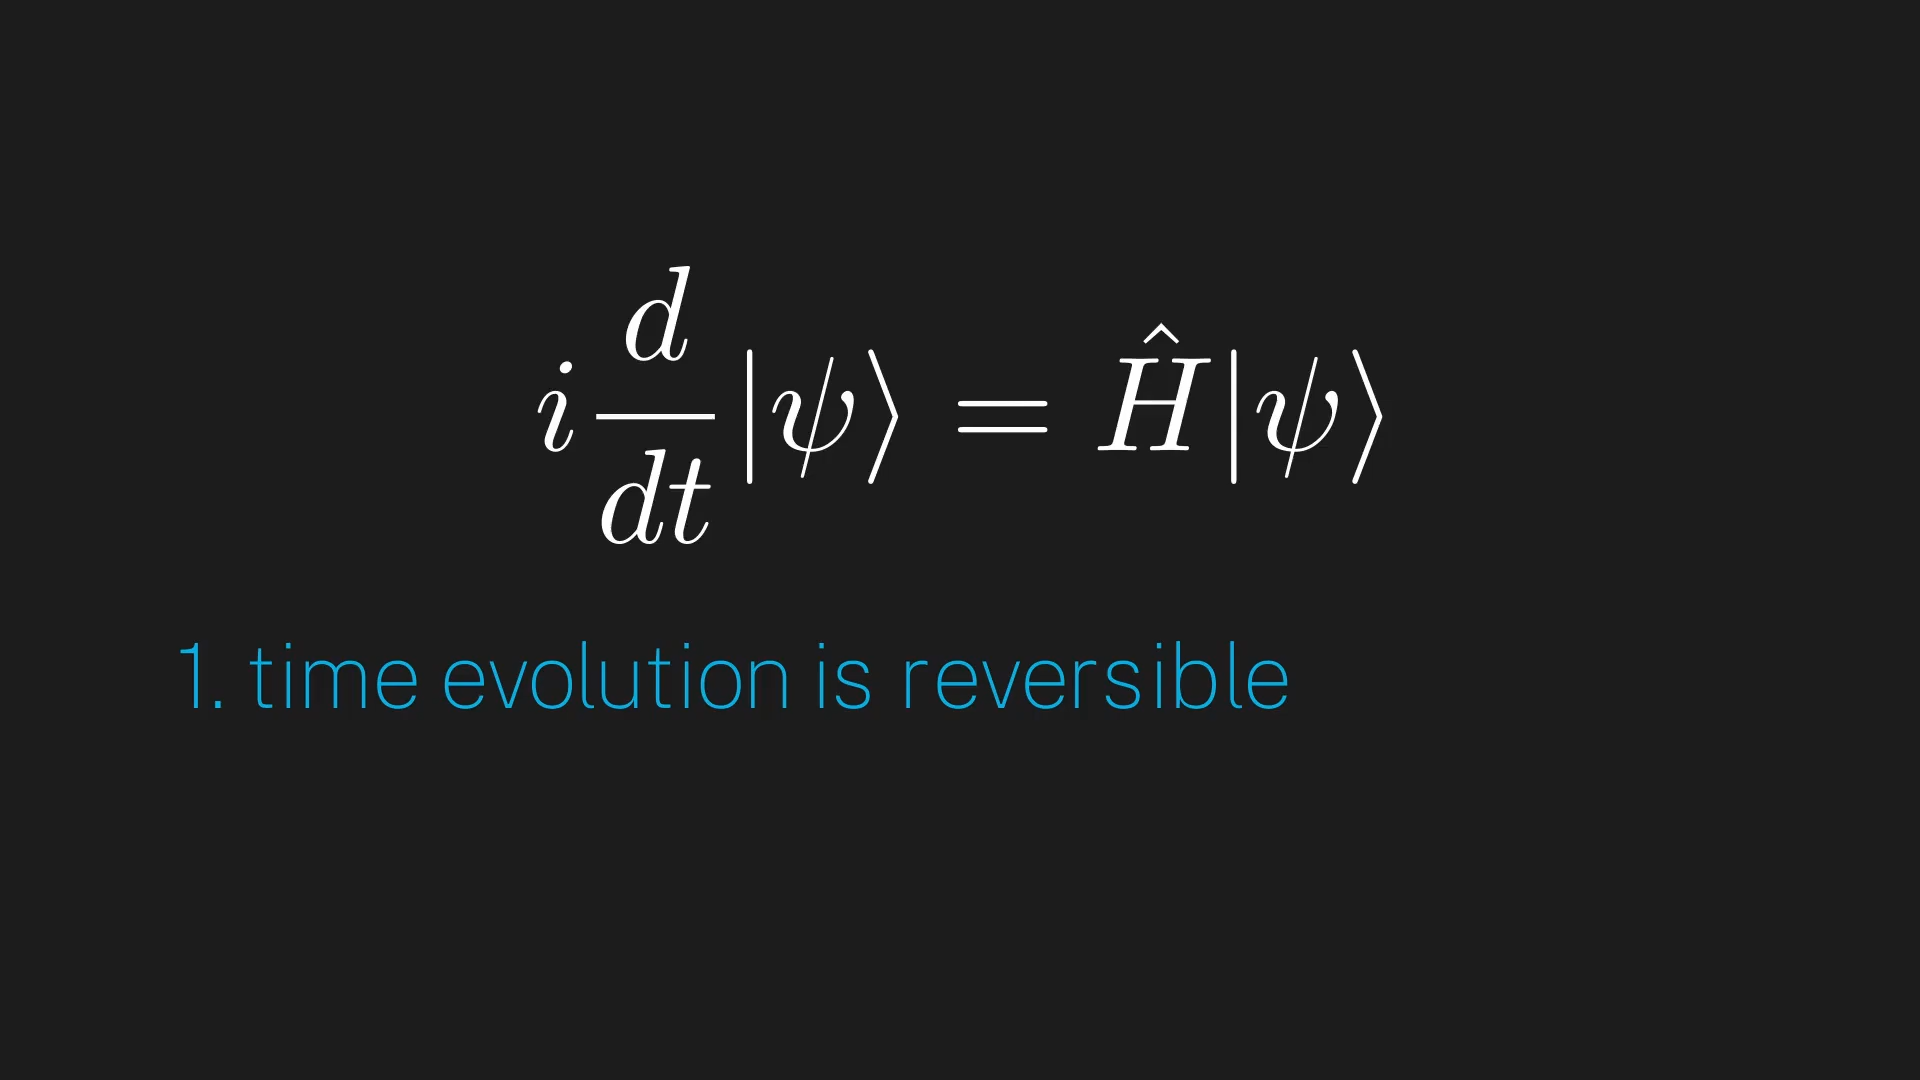 i d/dt |ψ⟩ = Ĥ|ψ⟩
1. time evolution is reversible